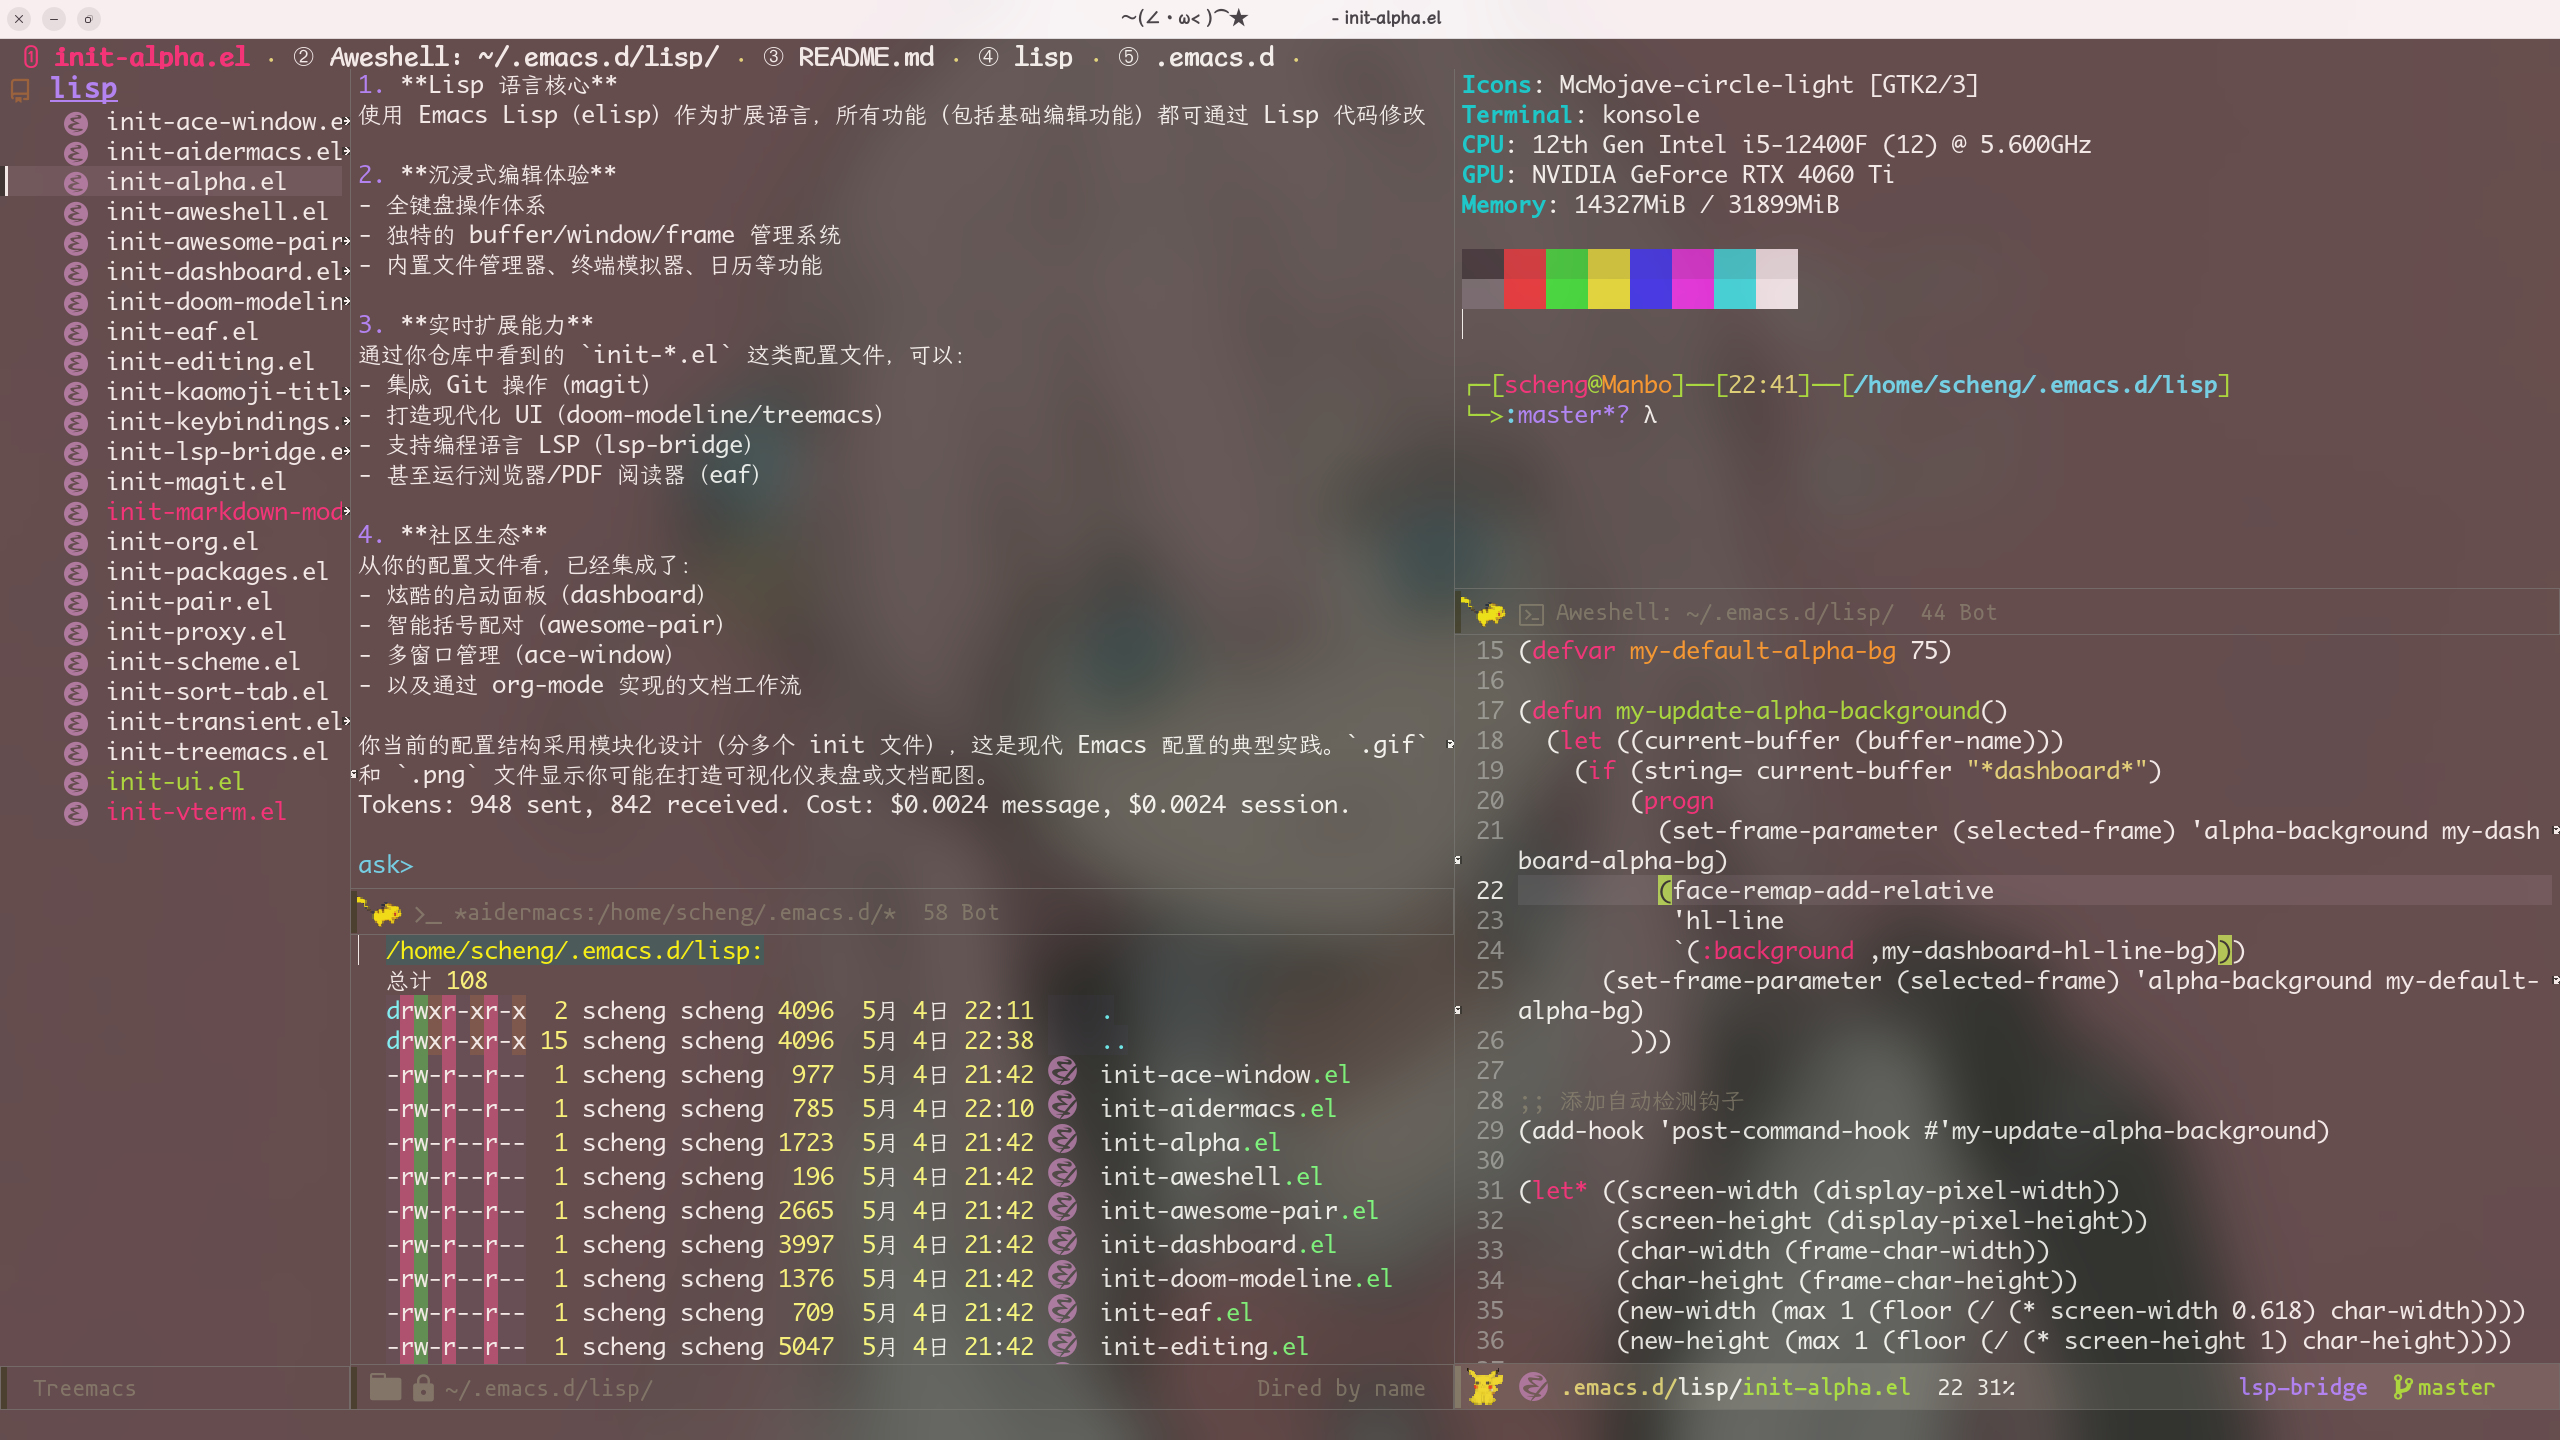 ～(∠・ω< )⌒★ - init-alpha.el
① init-alpha.el · ② Aweshell: ~/.emacs.d/lisp/ · ③ README.md · ④ lisp · ⑤ .emacs.d ·
lisp
init-ace-window.e
init-aidermacs.el
init-alpha.el
init-aweshell.el
init-awesome-pair
init-dashboard.el
init-doom-modelin
init-eaf.el
init-editing.el
init-kaomoji-titl
init-keybindings.
init-lsp-bridge.e
init-magit.el
init-markdown-mod
init-org.el
init-packages.el
init-pair.el
init-proxy.el
init-scheme.el
init-sort-tab.el
init-transient.el
init-treemacs.el
init-ui.el
init-vterm.el
Treemacs
1. **Lisp 语言核心**
使用 Emacs Lisp（elisp）作为扩展语言，所有功能（包括基础编辑功能）都可通过 Lisp 代码修改
2. **沉浸式编辑体验**
- 全键盘操作体系
- 独特的 buffer/window/frame 管理系统
- 内置文件管理器、终端模拟器、日历等功能
3. **实时扩展能力**
通过你仓库中看到的 `init-*.el` 这类配置文件，可以：
- 集成 Git 操作（magit）
- 打造现代化 UI（doom-modeline/treemacs）
- 支持编程语言 LSP（lsp-bridge）
- 甚至运行浏览器/PDF 阅读器（eaf）
4. **社区生态**
从你的配置文件看，已经集成了：
- 炫酷的启动面板（dashboard）
- 智能括号配对（awesome-pair）
- 多窗口管理（ace-window）
- 以及通过 org-mode 实现的文档工作流
你当前的配置结构采用模块化设计（分多个 init 文件），这是现代 Emacs 配置的典型实践。`.gif`
和 `.png` 文件显示你可能在打造可视化仪表盘或文档配图。
Tokens: 948 sent, 842 received. Cost: $0.0024 message, $0.0024 session.
ask>
>_ *aidermacs:/home/scheng/.emacs.d/* 58 Bot
/home/scheng/.emacs.d/lisp:
总计 108
drwxr-xr-x 2 scheng scheng 4096 5月 4日 22:11 .
drwxr-xr-x 15 scheng scheng 4096 5月 4日 22:38 ..
-rw-r--r-- 1 scheng scheng 977 5月 4日 21:42 init-ace-window.el
-rw-r--r-- 1 scheng scheng 785 5月 4日 22:10 init-aidermacs.el
-rw-r--r-- 1 scheng scheng 1723 5月 4日 21:42 init-alpha.el
-rw-r--r-- 1 scheng scheng 196 5月 4日 21:42 init-aweshell.el
-rw-r--r-- 1 scheng scheng 2665 5月 4日 21:42 init-awesome-pair.el
-rw-r--r-- 1 scheng scheng 3997 5月 4日 21:42 init-dashboard.el
-rw-r--r-- 1 scheng scheng 1376 5月 4日 21:42 init-doom-modeline.el
-rw-r--r-- 1 scheng scheng 709 5月 4日 21:42 init-eaf.el
-rw-r--r-- 1 scheng scheng 5047 5月 4日 21:42 init-editing.el
~/.emacs.d/lisp/ Dired by name
Icons: McMojave-circle-light [GTK2/3]
Terminal: konsole
CPU: 12th Gen Intel i5-12400F (12) @ 5.600GHz
GPU: NVIDIA GeForce RTX 4060 Ti
Memory: 14327MiB / 31899MiB
┌─[scheng@Manbo]──[22:41]──[/home/scheng/.emacs.d/lisp]
└─>:master*? λ
Aweshell: ~/.emacs.d/lisp/ 44 Bot
15 (defvar my-default-alpha-bg 75)
16
17 (defun my-update-alpha-background()
18 (let ((current-buffer (buffer-name)))
19 (if (string= current-buffer "*dashboard*")
20 (progn
21 (set-frame-parameter (selected-frame) 'alpha-background my-dash
board-alpha-bg)
22 (face-remap-add-relative
23 'hl-line
24 `(:background ,my-dashboard-hl-line-bg)))
25 (set-frame-parameter (selected-frame) 'alpha-background my-default-
alpha-bg)
26 )))
27
28 ;; 添加自动检测钩子
29 (add-hook 'post-command-hook #'my-update-alpha-background)
30
31 (let* ((screen-width (display-pixel-width))
32 (screen-height (display-pixel-height))
33 (char-width (frame-char-width))
34 (char-height (frame-char-height))
35 (new-width (max 1 (floor (/ (* screen-width 0.618) char-width))))
36 (new-height (max 1 (floor (/ (* screen-height 1) char-height))))
.emacs.d/lisp/init-alpha.el 22 31% lsp-bridge master